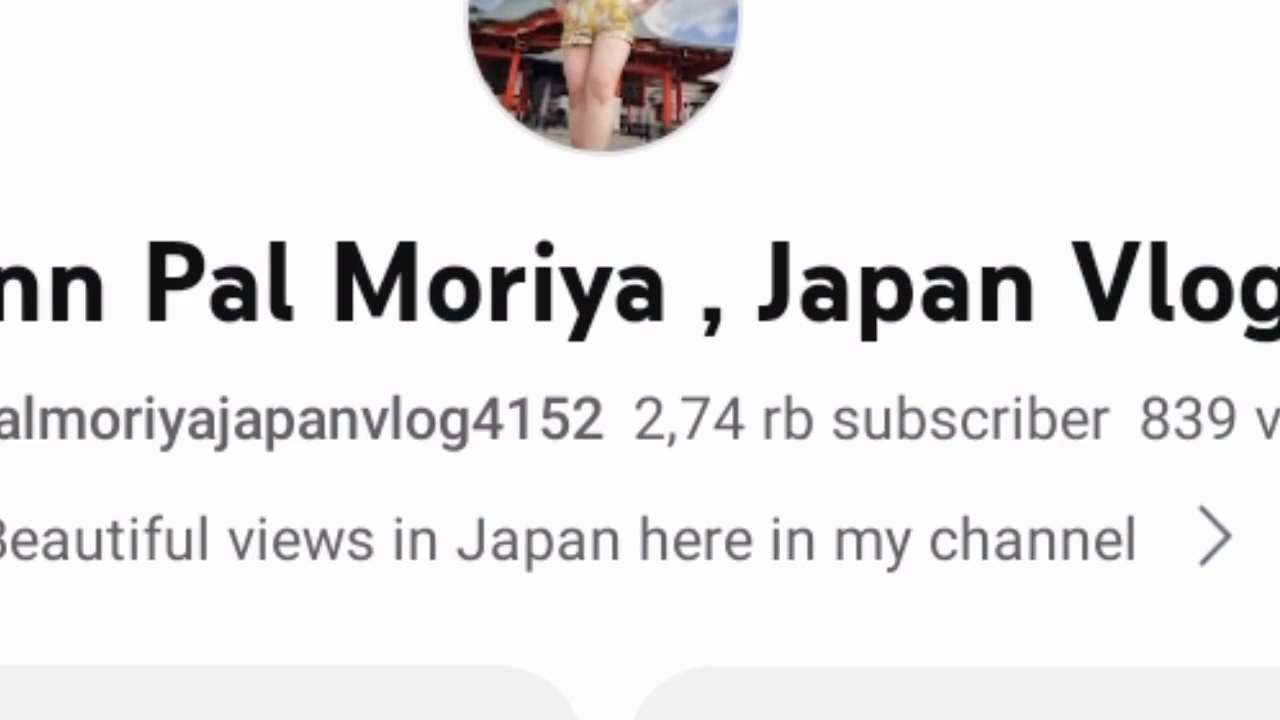 nn Pal Moriya , Japan Vlog
almoriyajapanvlog4152 2,74 rb subscriber 839 v
Beautiful views in Japan here in my channel